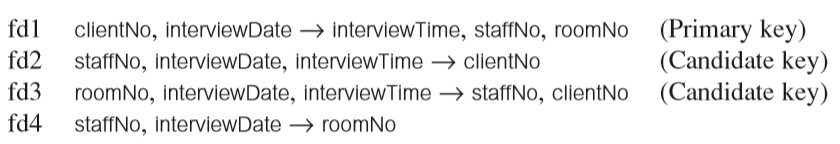 fd1 clientNo, interviewDate → interviewTime, staffNo, roomNo (Primary key)
fd2 staffNo, interviewDate, interviewTime → clientNo (Candidate key)
fd3 roomNo, interviewDate, interviewTime → staffNo, clientNo (Candidate key)
fd4 staffNo, interviewDate → roomNo